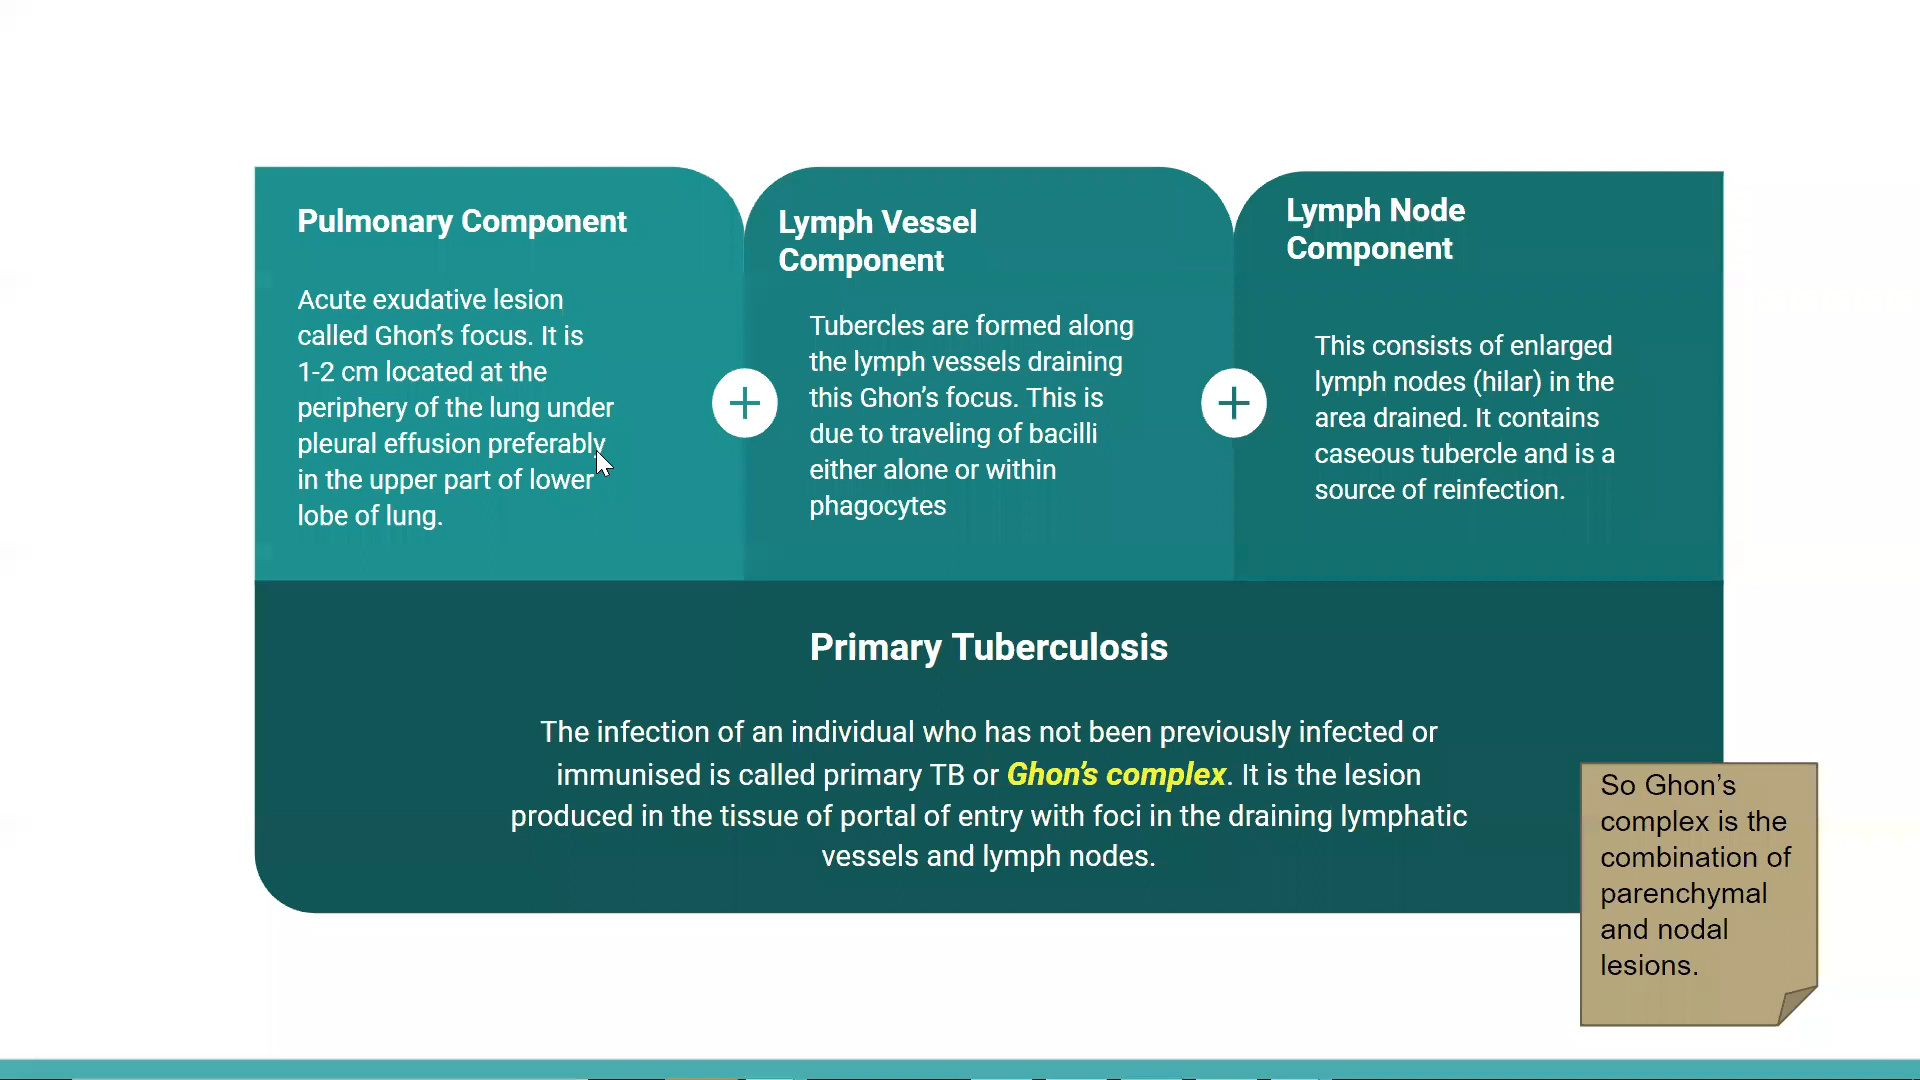 Pulmonary Component
Acute exudative lesion
called Ghon’s focus. It is
1-2 cm located at the
periphery of the lung under
pleural effusion preferably
in the upper part of lower
lobe of lung.
Lymph Vessel
Component
Tubercles are formed along
the lymph vessels draining
this Ghon’s focus. This is
due to traveling of bacilli
either alone or within
phagocytes
Lymph Node
Component
This consists of enlarged
lymph nodes (hilar) in the
area drained. It contains
caseous tubercle and is a
source of reinfection.
Primary Tuberculosis
The infection of an individual who has not been previously infected or
immunised is called primary TB or Ghon’s complex. It is the lesion
produced in the tissue of portal of entry with foci in the draining lymphatic
vessels and lymph nodes.
So Ghon’s
complex is the
combination of
parenchymal
and nodal
lesions.